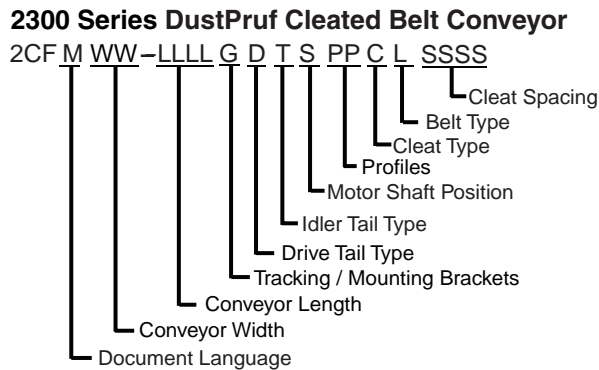 2300 Series DustPruf Cleated Belt Conveyor
2CF M WW – LLLL G D T S PP C L SSSS
Cleat Spacing
Belt Type
Cleat Type
Profiles
Motor Shaft Position
Idler Tail Type
Drive Tail Type
Tracking / Mounting Brackets
Conveyor Length
Conveyor Width
Document Language